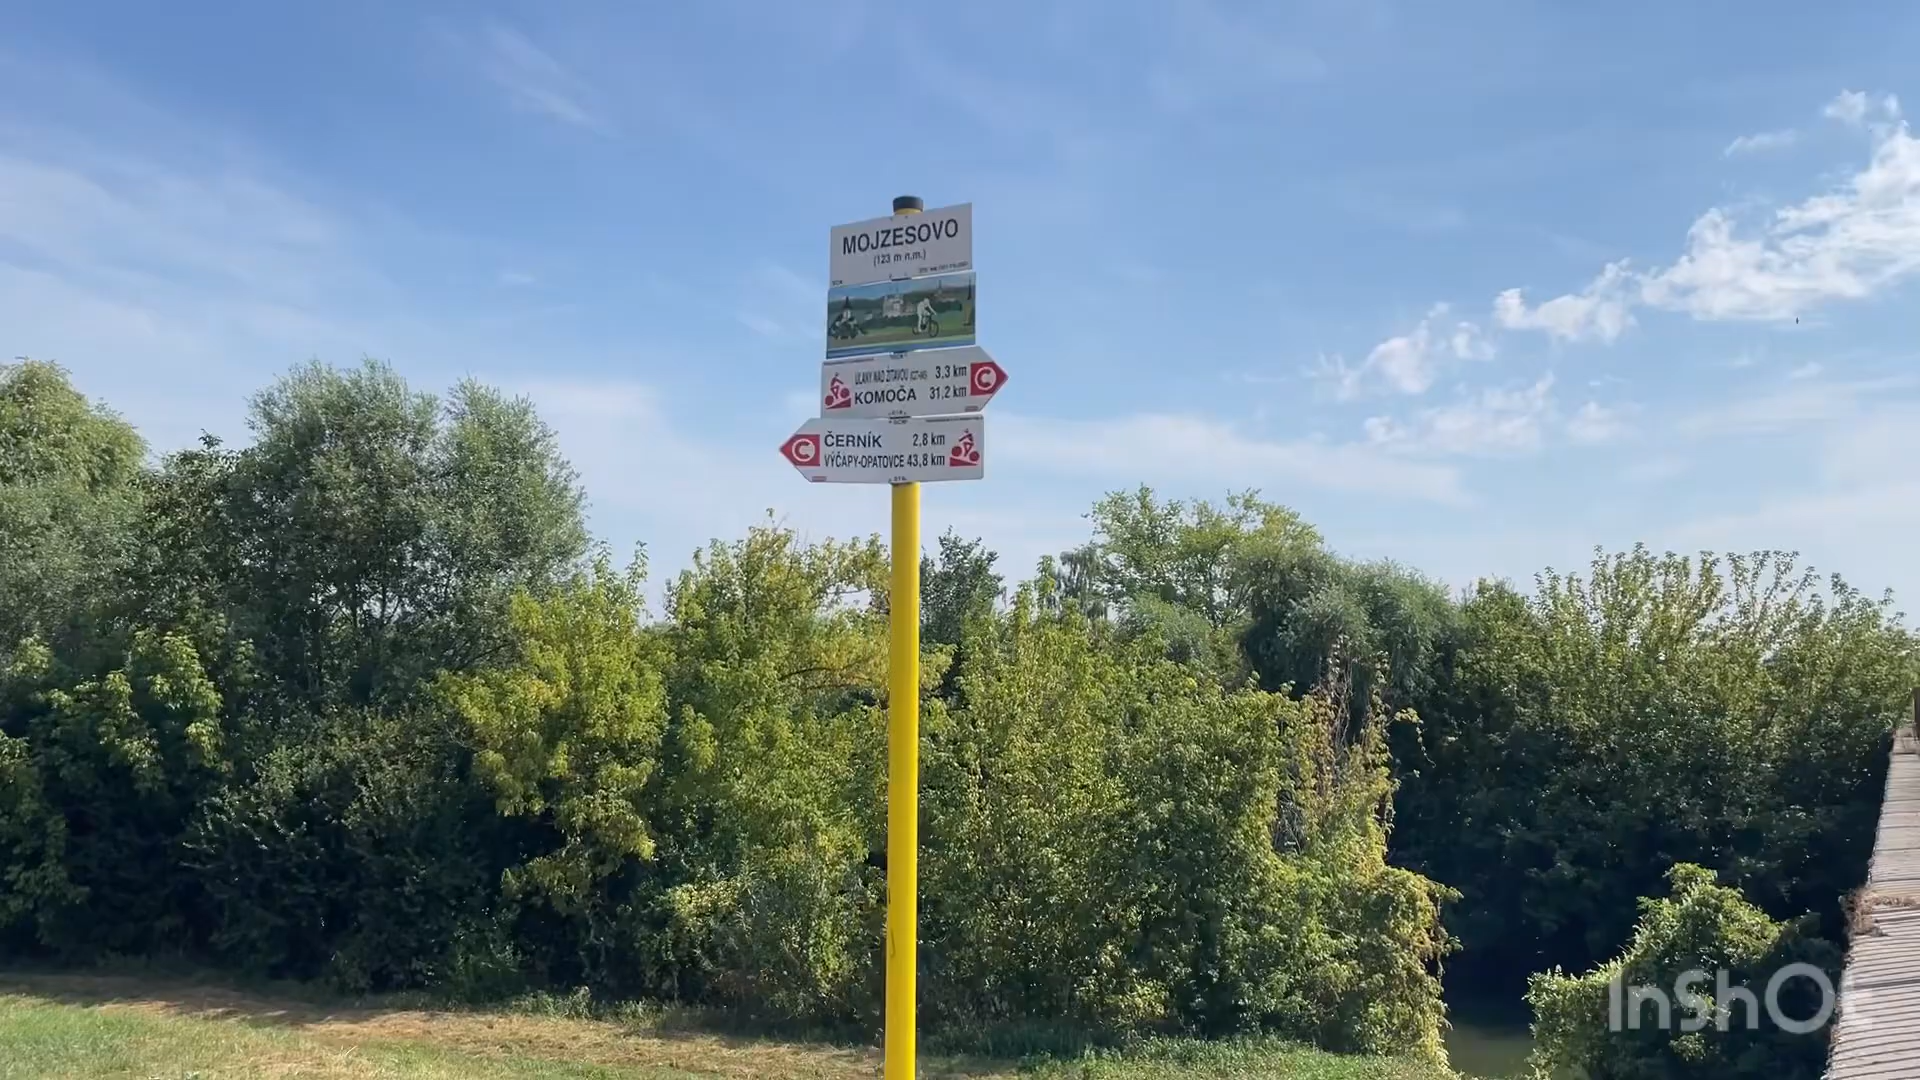 MOJZESOVO
(123 m n.m.)
ÚĽANY NAD ŽITAVOU 3,3 km
KOMOČA 31,2 km
ČERNÍK 2,8 km
VÝČAPY-OPATOVCE 43,8 km
InShOt